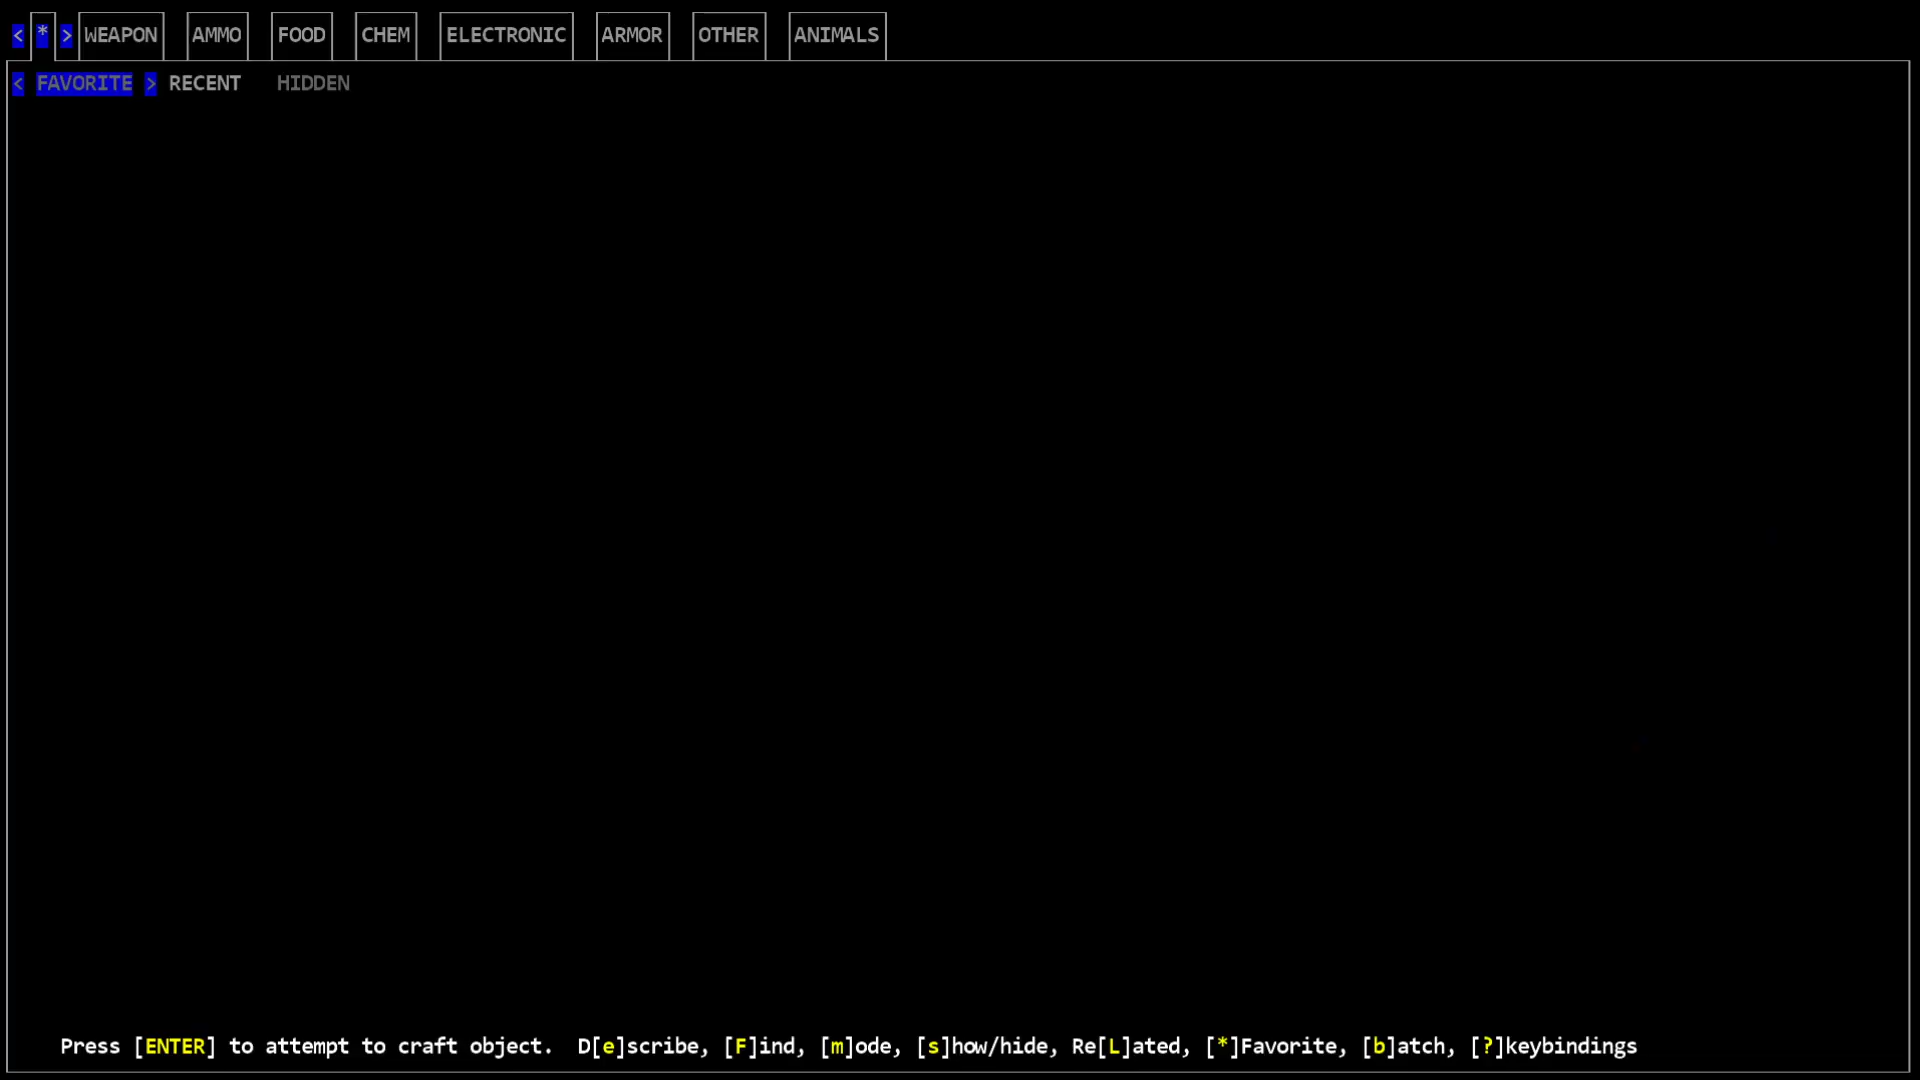 < * > WEAPON AMMO FOOD CHEM ELECTRONIC ARMOR OTHER ANIMALS
< FAVORITE > RECENT HIDDEN
Press [ENTER] to attempt to craft object. D[e]scribe, [F]ind, [m]ode, [s]how/hide, Re[L]ated, [*]Favorite, [b]atch, [?]keybindings